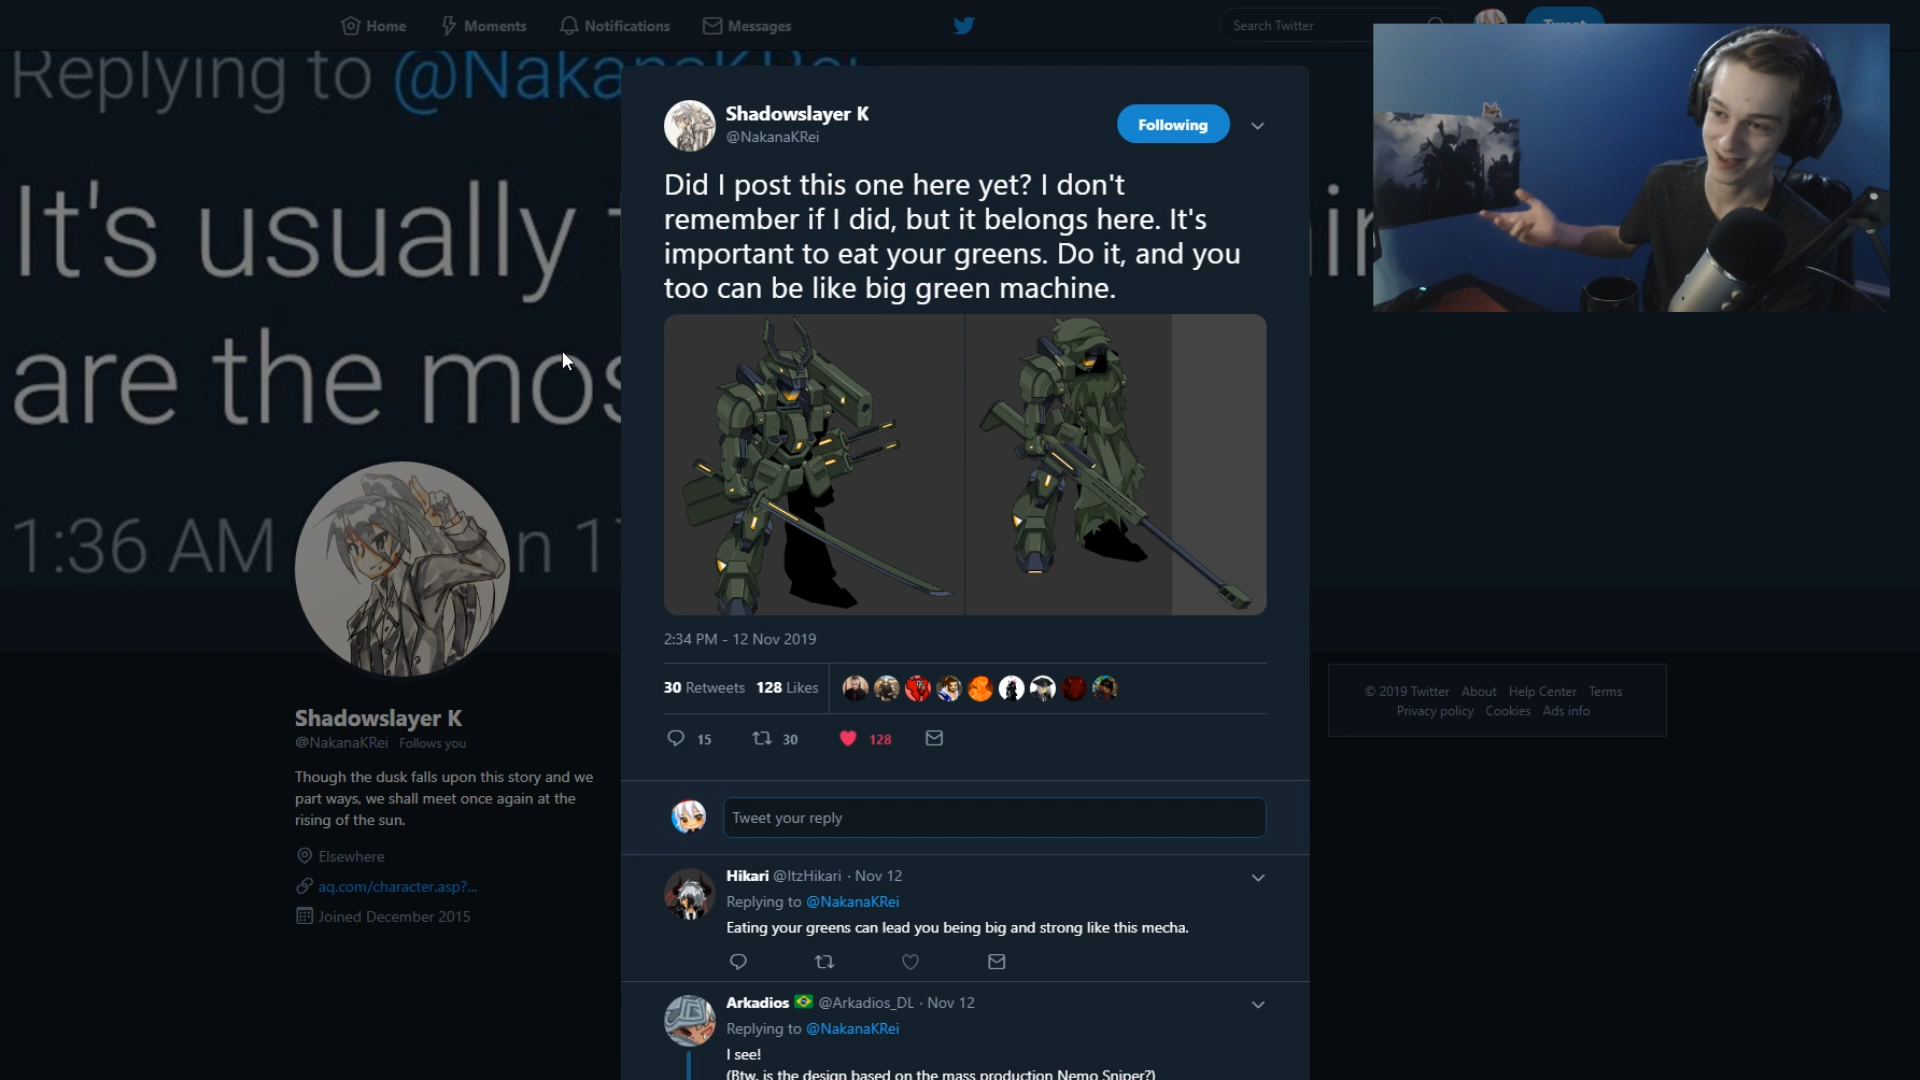 Home
Moments
Notifications
Messages
Search Twitter
Replying to
It's usually
are the mos
1:36 AM
Shadowslayer K
@NakanaKRei
Following
Did I post this one here yet? I don't
remember if I did, but it belongs here. It's
important to eat your greens. Do it, and you
too can be like big green machine.
2:34 PM - 12 Nov 2019
30 Retweets 128 Likes
15 30 128
Tweet your reply
Hikari @ItzHikari · Nov 12
Replying to @NakanaKRei
Eating your greens can lead you being big and strong like this mecha.
Arkadios @Arkadios_DL · Nov 12
Replying to @NakanaKRei
I see!
(Btw, is the design based on the mass production Nemo Sniper?)
Shadowslayer K
@NakanaKRei Follows you
Though the dusk falls upon this story and we
part ways, we shall meet once again at the
rising of the sun.
Elsewhere
aq.com/character.asp?...
Joined December 2015
© 2019 Twitter About Help Center Terms
Privacy policy Cookies Ads info